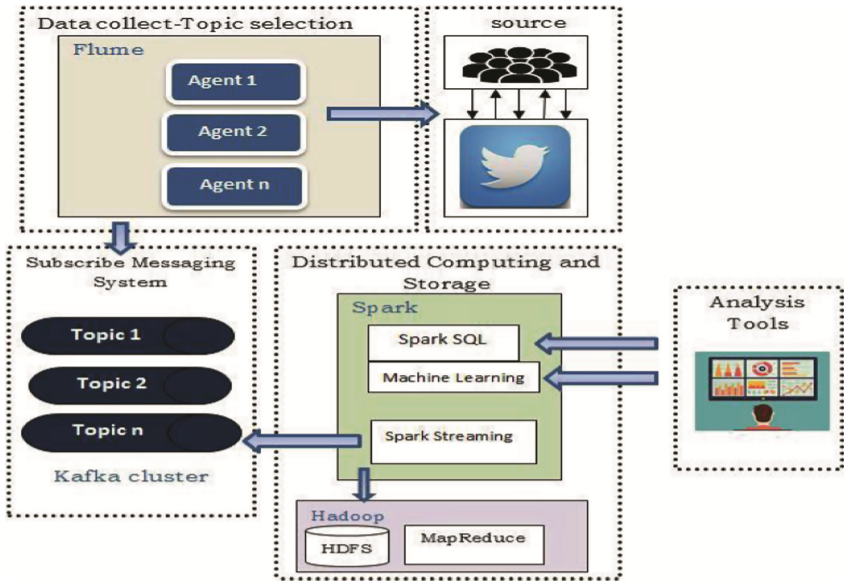 Data collect-Topic selection
Flume
Agent 1
Agent 2
Agent n
source
Subscribe Messaging
System
Topic 1
Topic 2
Topic n
Kafka cluster
Distributed Computing and
Storage
Spark
Spark SQL
Machine Learning
Spark Streaming
Hadoop
HDFS
MapReduce
Analysis
Tools